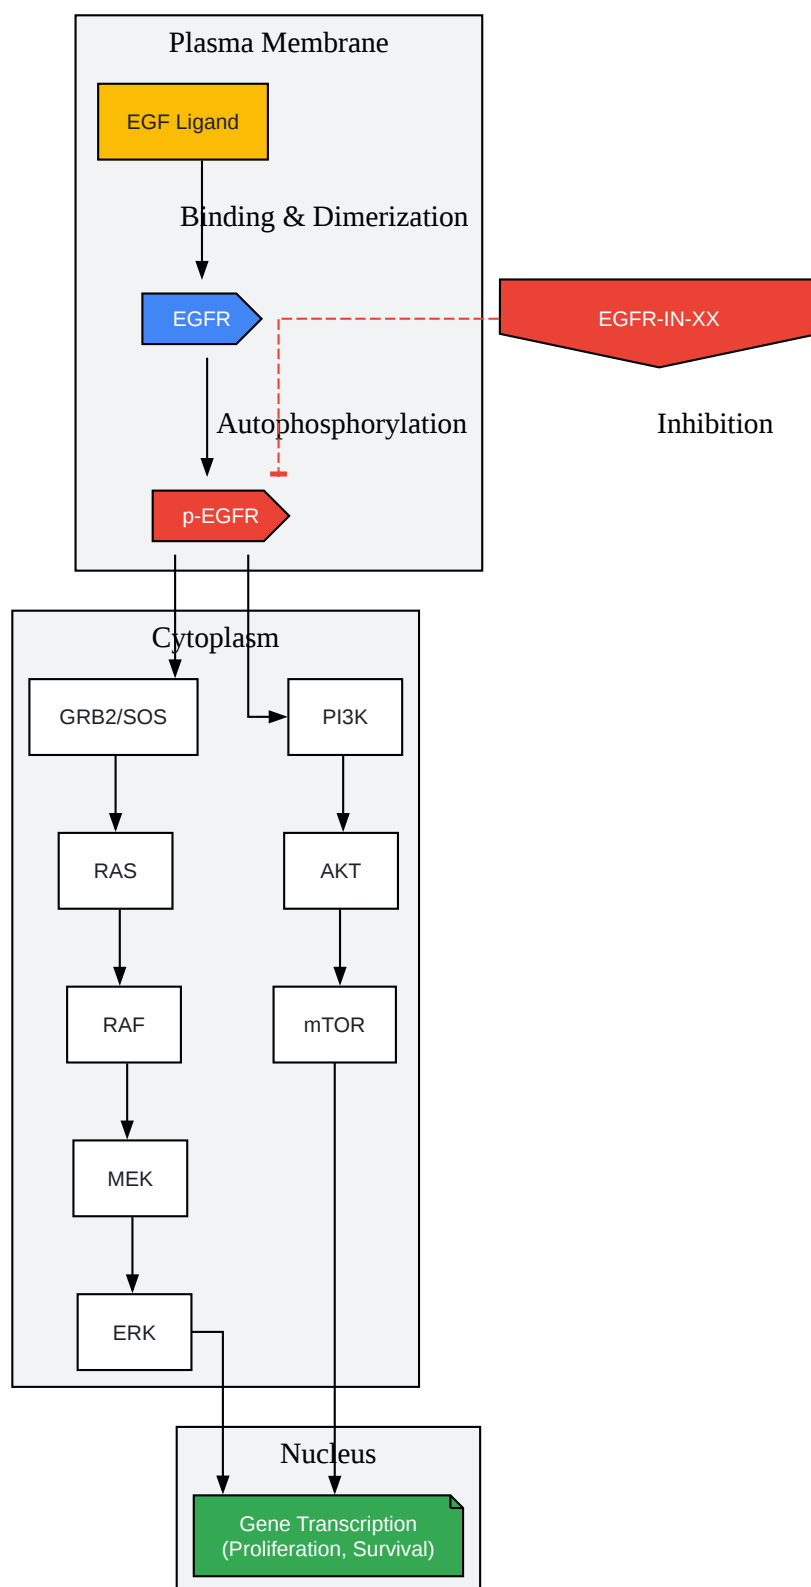 Plasma Membrane
EGF Ligand
Binding & Dimerization
EGFR
EGFR-IN-XX
Autophosphorylation
Inhibition
p-EGFR
Cytoplasm
GRB2/SOS
PI3K
RAS
AKT
RAF
mTOR
MEK
ERK
Nucleus
Gene Transcription
(Proliferation, Survival)